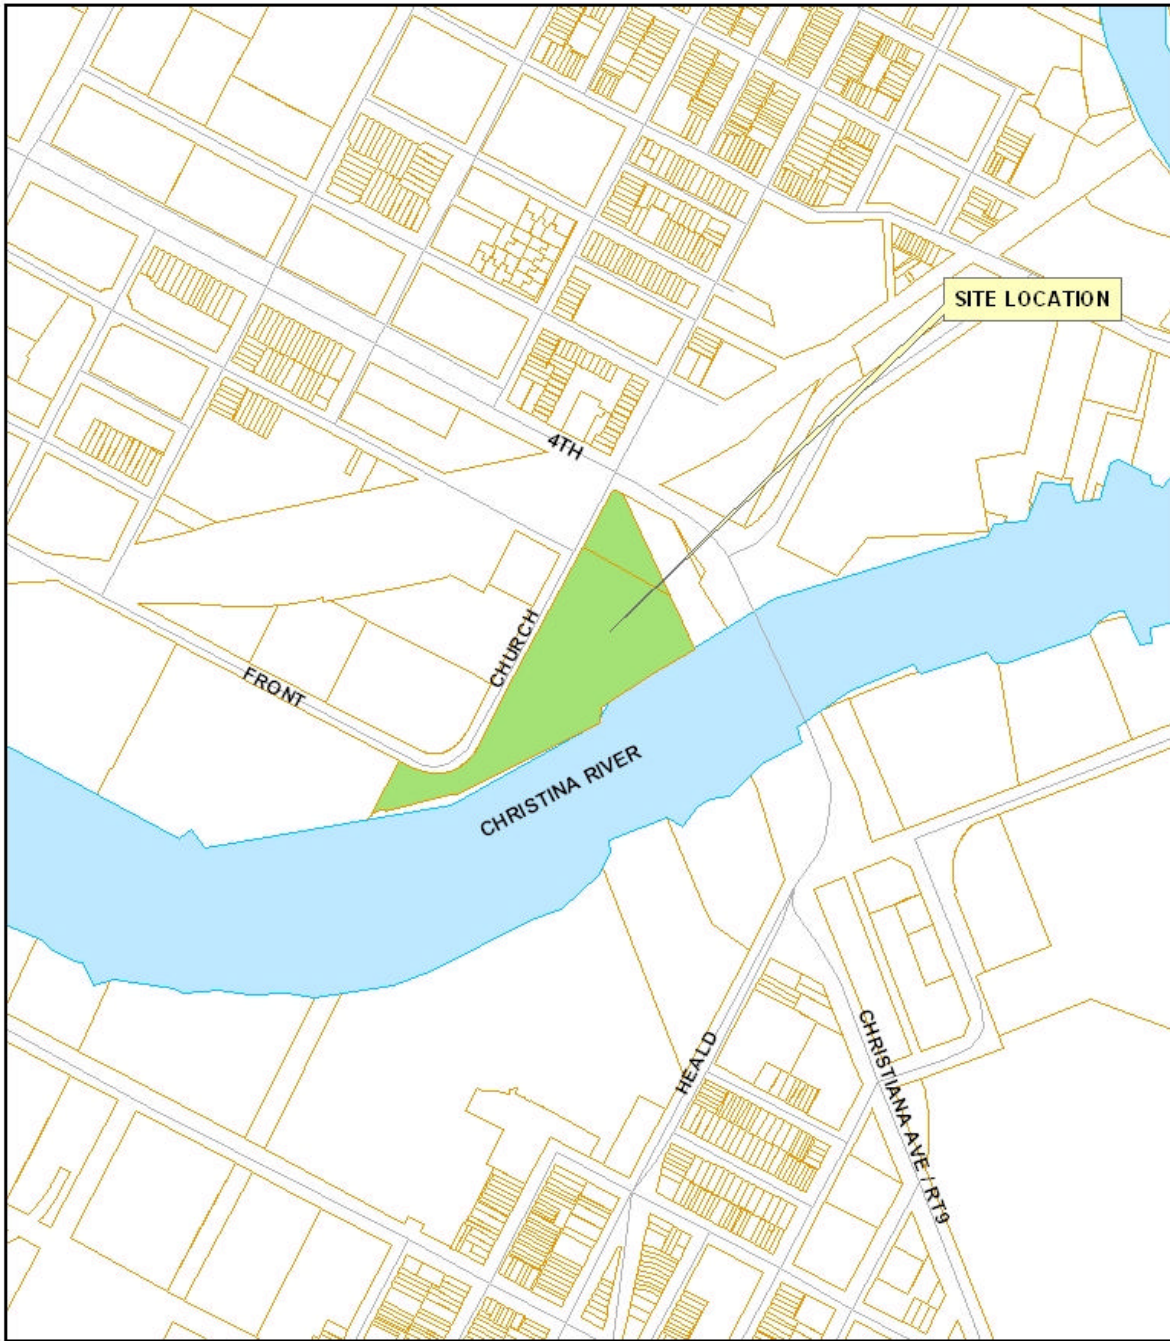 SITE LOCATION
4TH
CHURCH
FRONT
CHRISTINA RIVER
HEALD
CHRISTIANA AVE / RT9